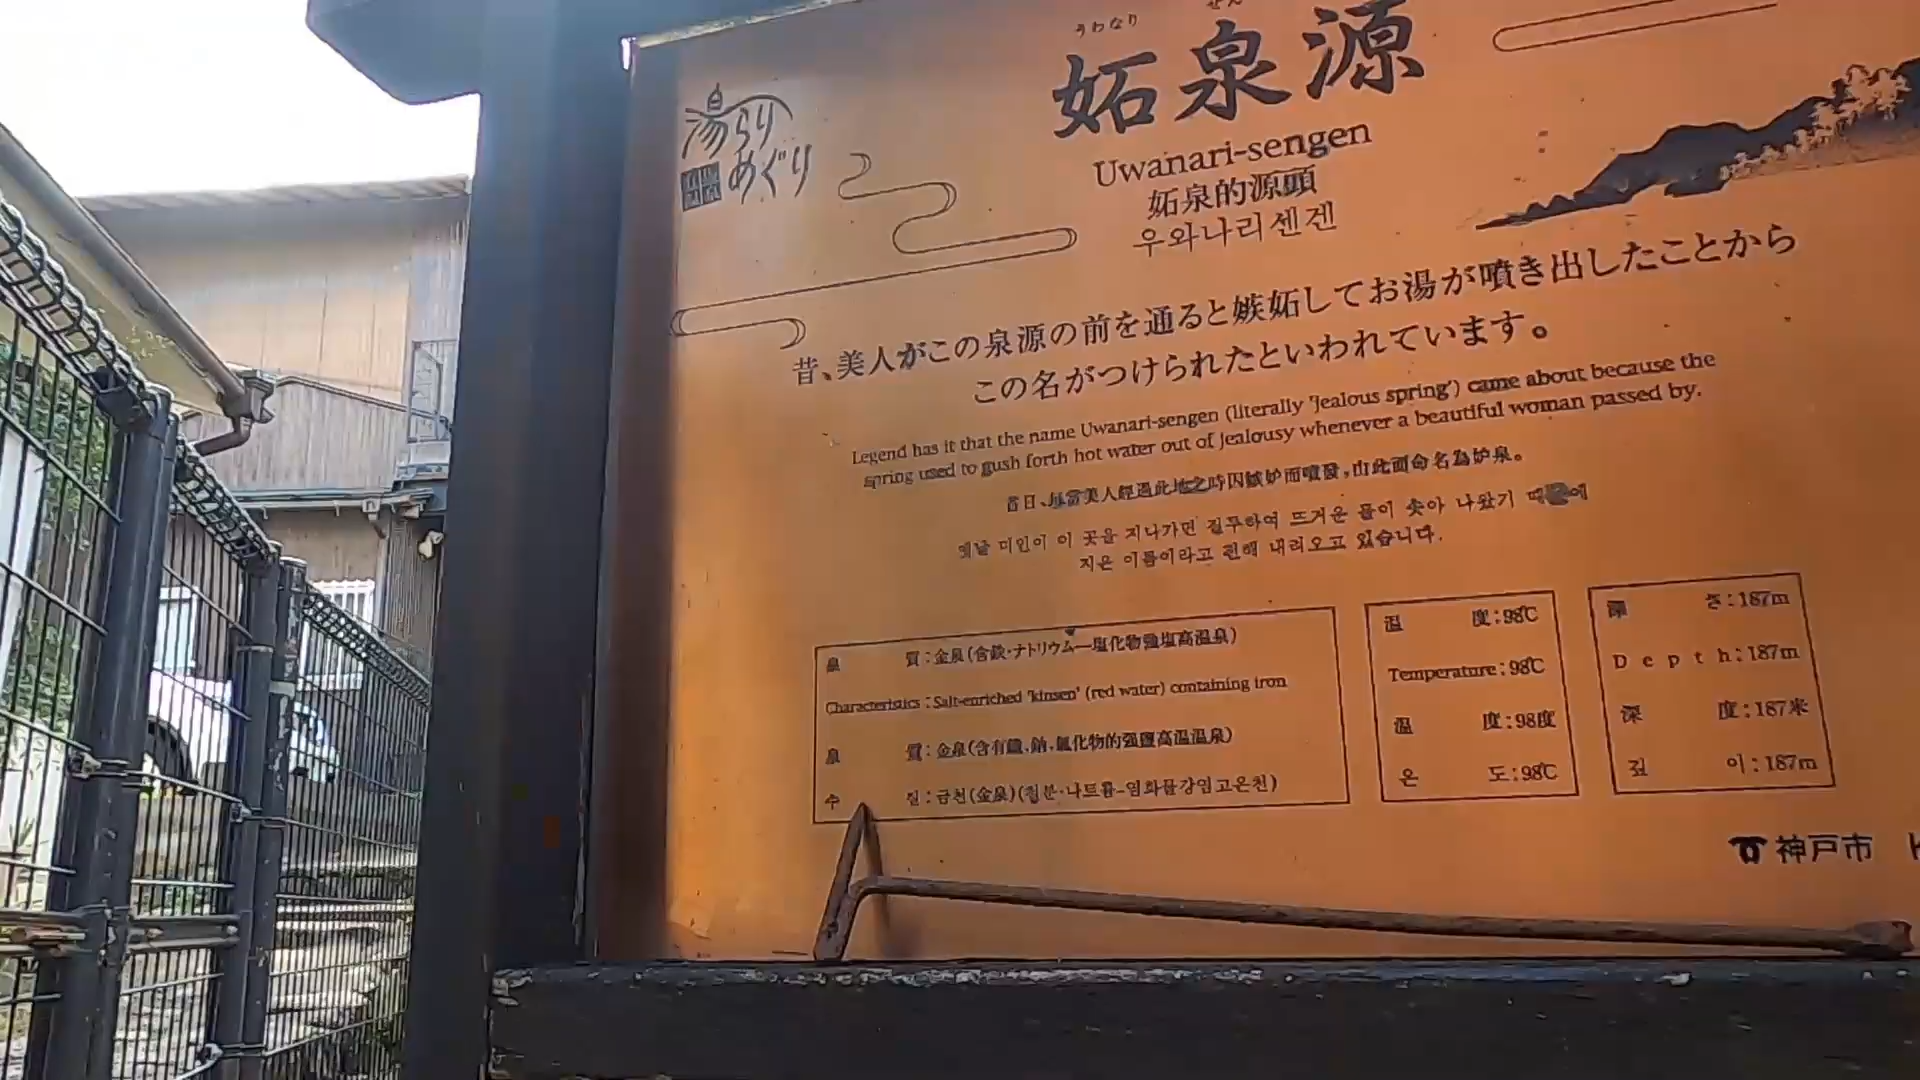 うわなり せん
妬泉源
湯らりめぐり
Uwanari-sengen
妬泉的源頭
우와나리센겐
昔、美人がこの泉源の前を通ると嫉妬してお湯が噴き出したことから
この名がつけられたといわれています。
Legend has it that the name Uwanari-sengen (literally 'Jealous spring') came about because the
spring used to gush forth hot water out of jealousy whenever a beautiful woman passed by.
昔日、每當美人經過此地之時因嫉妒而噴發,由此而命名為妒泉。
옛날 미인이 이 곳을 지나가면 질투하여 뜨거운 물이 솟아 나왔기 때문에
지은 이름이라고 전해 내려오고 있습니다.
泉 質:金泉(含鉄・ナトリウム—塩化物強塩高温泉)
Characteristics:Salt-enriched 'kinsen' (red water) containing iron
泉 質:金泉(含有鐵、鈉、氯化物的强鹽高温温泉)
수 질:금천(金泉)(철분·나트륨-염화물강염고온천)
温 度:98℃
Temperature:98℃
温 度:98度
온 도:98℃
深 さ:187m
Depth:187m
深 度:187米
깊 이:187m
神戸市